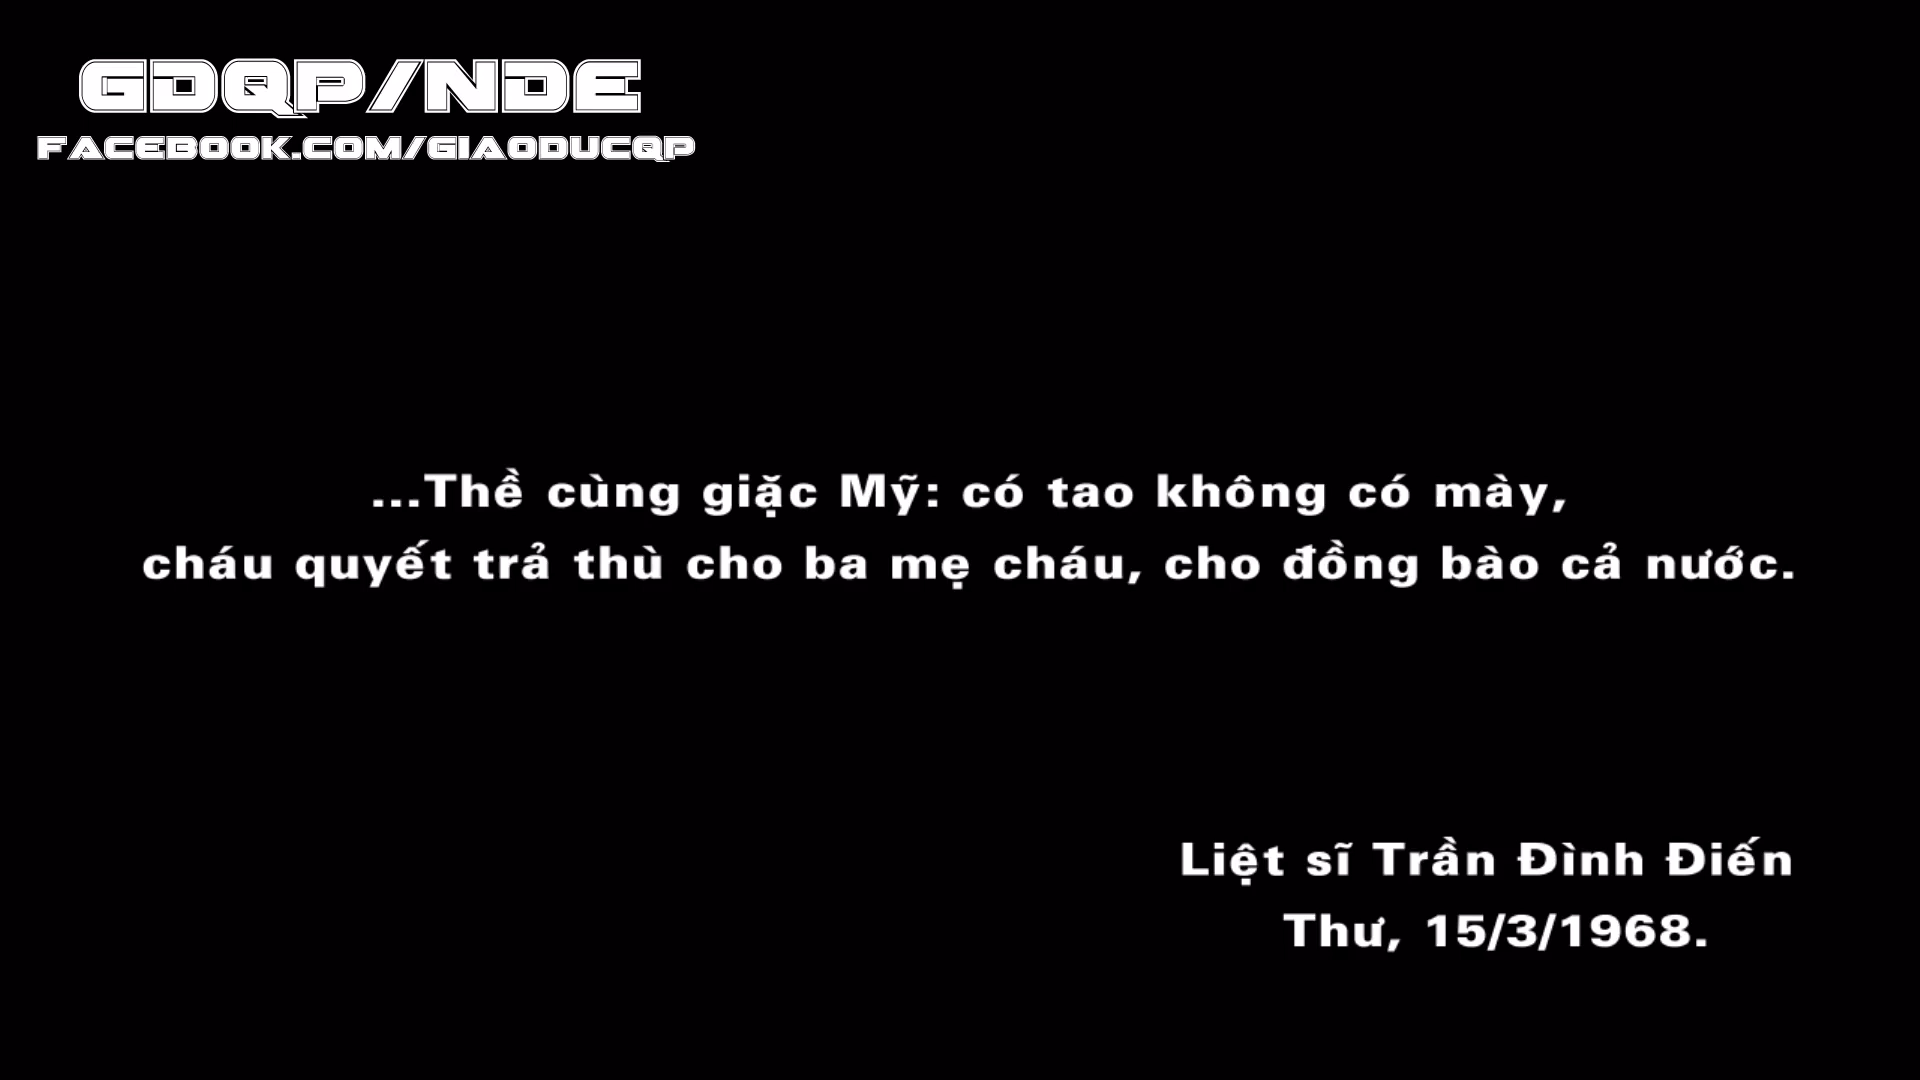 GDQP/NDE
FACEBOOK.COM/GIAODUCQP
...Thề cùng giặc Mỹ: có tao không có mày,
cháu quyết trả thù cho ba mẹ cháu, cho đồng bào cả nước.
Liệt sĩ Trần Đình Điến
Thư, 15/3/1968.